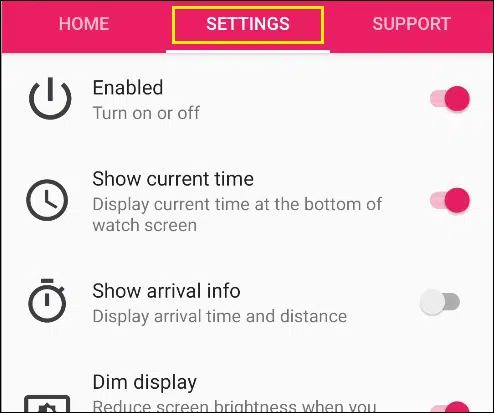 HOME SETTINGS SUPPORT
Enabled
Turn on or off
Show current time
Display current time at the bottom of
watch screen
Show arrival info
Display arrival time and distance
Dim display
Reduce screen brightness when you